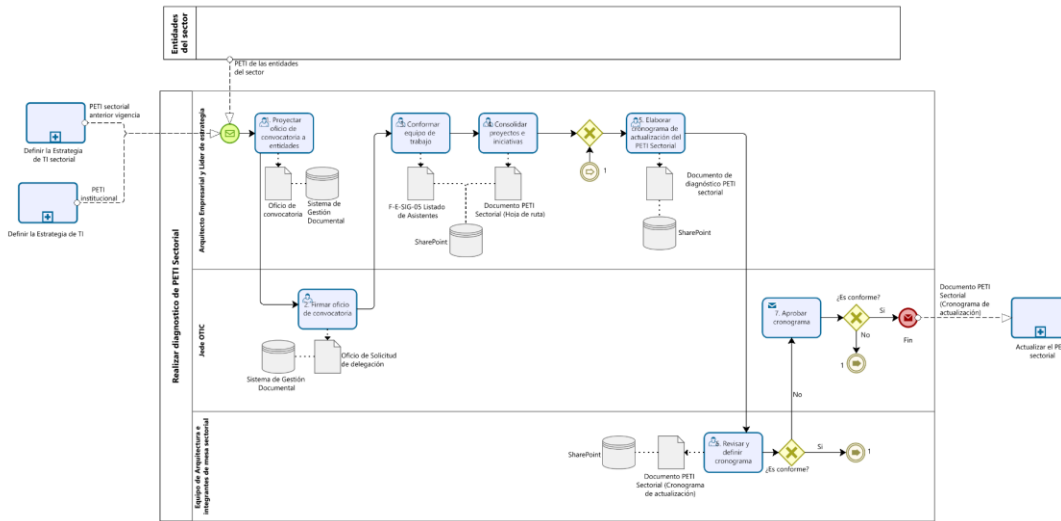 Entidades
del sector
PETI de las entidades
del sector
PETI sectorial
anterior vigencia
Definir la Estrategia
de TI sectorial
PETI
institucional
Definir la Estrategia de TI
Realizar diagnostico de PETI Sectorial
Arquitecto Empresarial y Lider de estrategia
Proyectar
oficio de
convocatoria a
entidades
Oficio de
convocatoria
Sistema de
Gestión
Documental
Conformar
equipo de
trabajo
F-E-SIG-05 Listado
de Asistentes
SharePoint
Consolidar
proyectos e
iniciativas
Documento PETI
Sectorial (Hoja de ruta)
1
5. Elaborar
cronograma de
actualización del
PETI Sectorial
Documento de
diagnóstico PETI
sectorial
SharePoint
Jede OTIC
2. Firmar oficio
de convocatoria
Sistema de Gestión
Documental
Oficio de Solicitud
de delegación
7. Aprobar
cronograma
¿Es conforme?
Si
No
1
Fin
Documento PETI
Sectorial
(Cronograma de
actualización)
Actualizar el PE
sectorial
Equipo de Arquitectura e
integrantes de mesa sectorial
SharePoint
Documento PETI
Sectorial (Cronograma
de actualización)
Revisar y
definir
cronograma
¿Es conforme?
No
Si
1